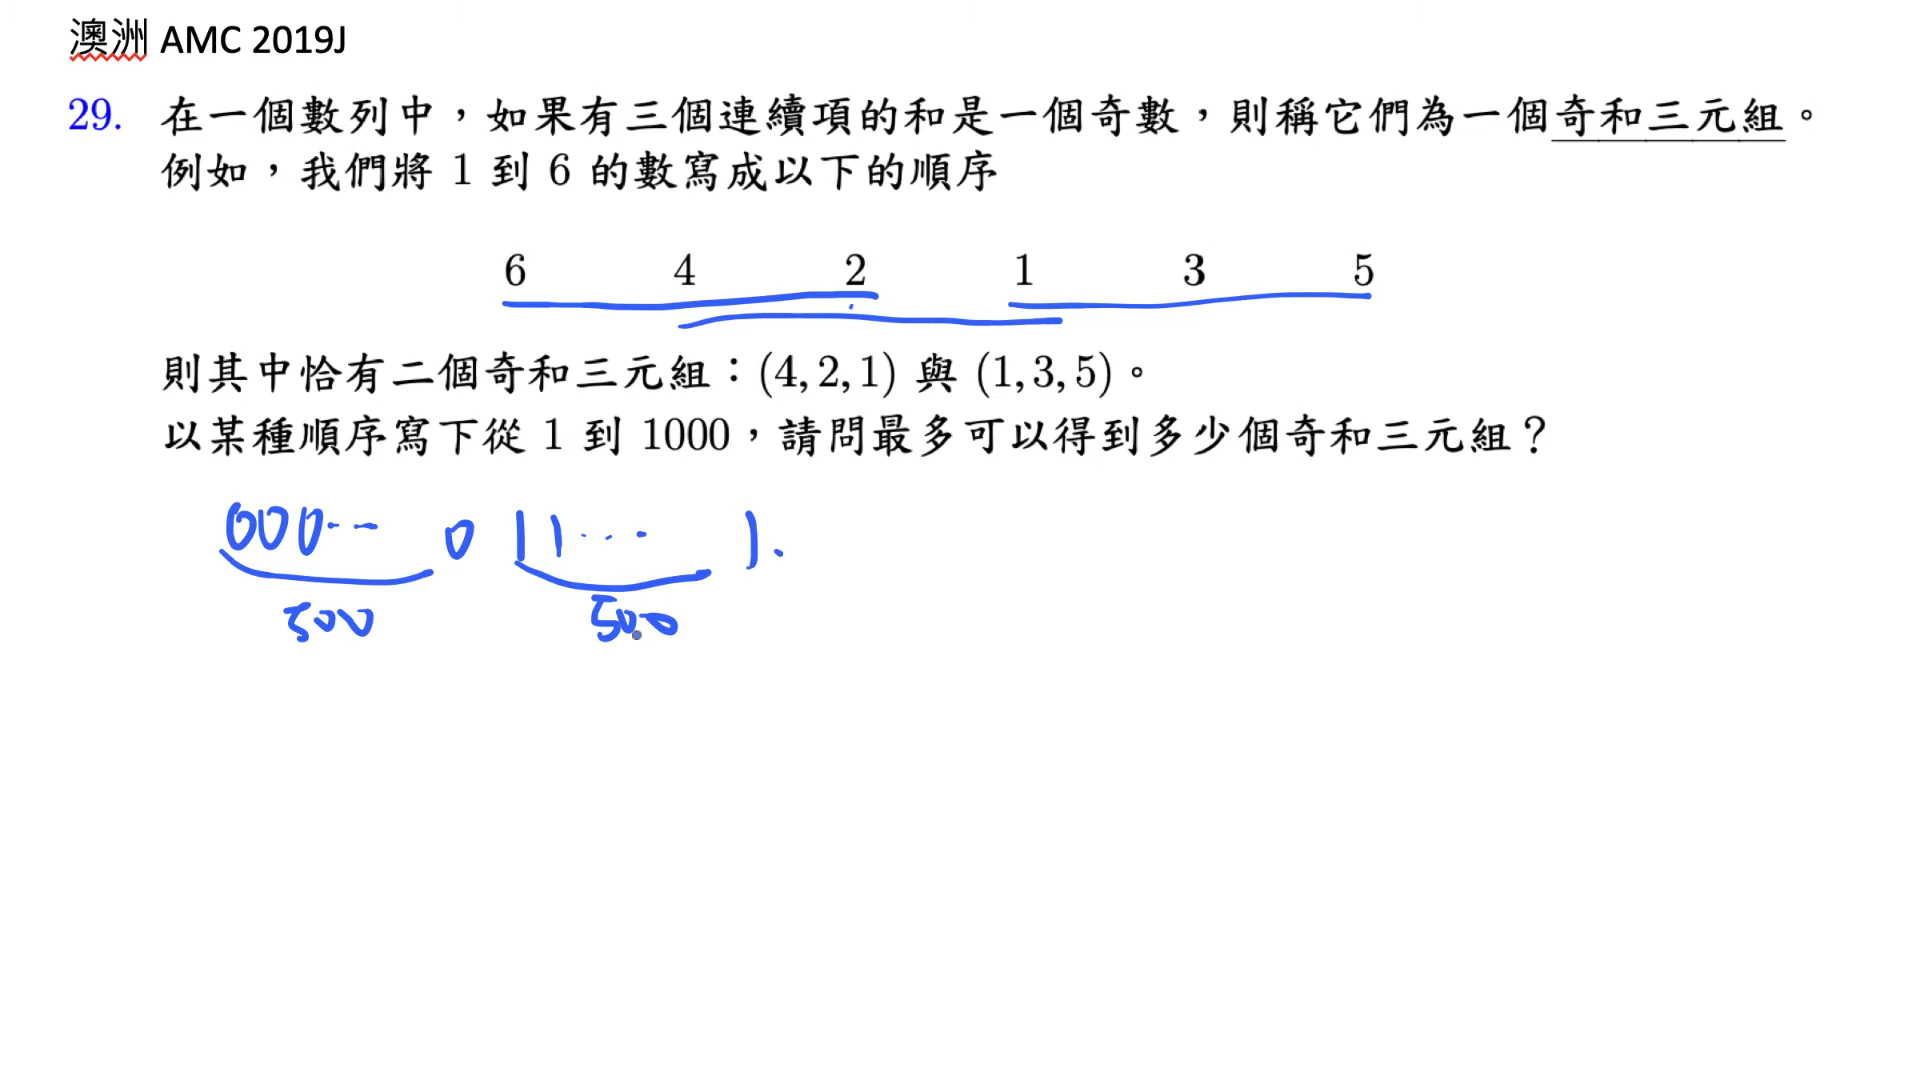 澳洲 AMC 2019J
29. 在一個數列中，如果有三個連續項的和是一個奇數，則稱它們為一個奇和三元組。
例如，我們將 1 到 6 的數寫成以下的順序
6 4 2 1 3 5
則其中恰有二個奇和三元組：(4, 2, 1) 與 (1, 3, 5)。
以某種順序寫下從 1 到 1000，請問最多可以得到多少個奇和三元組？
000… 0 11… 1.
500 500